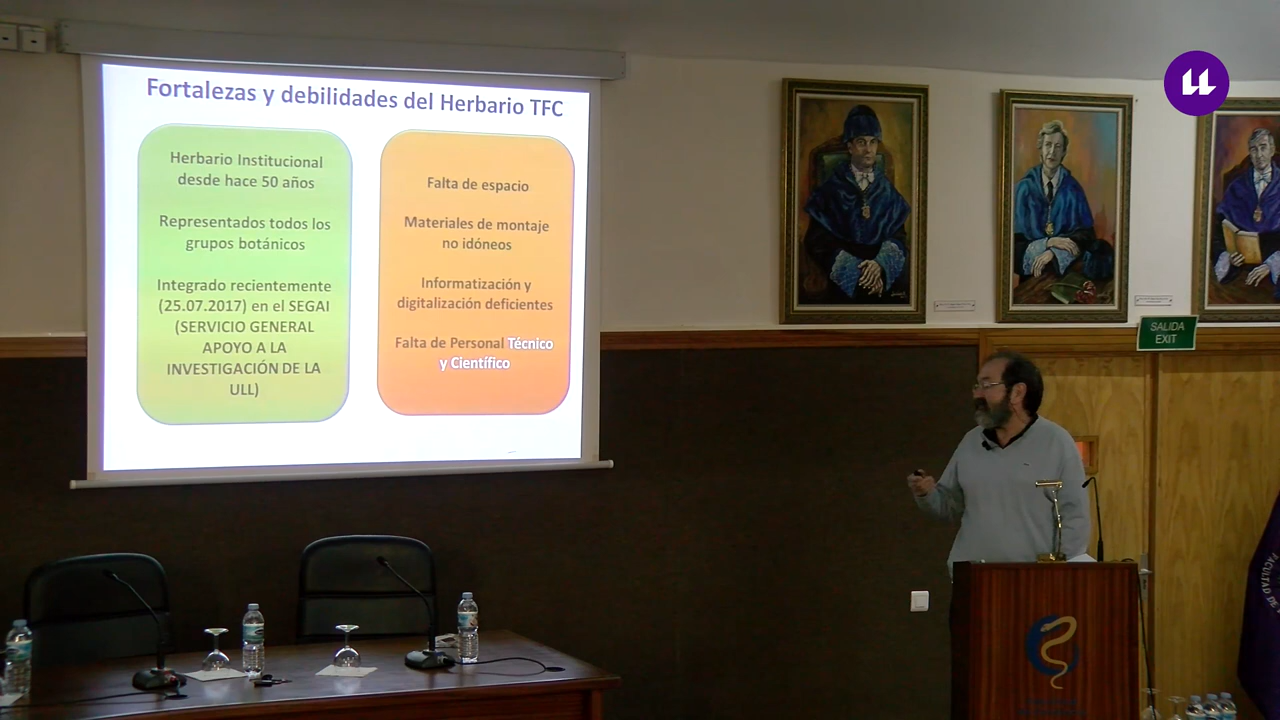 Fortalezas y debilidades del Herbario TFC
Herbario Institucional
desde hace 50 años
Representados todos los
grupos botánicos
Integrado recientemente
(25.07.2017) en el SEGAI
(SERVICIO GENERAL
APOYO A LA
INVESTIGACIÓN DE LA
ULL)
Falta de espacio
Materiales de montaje
no idóneos
Informatización y
digitalización deficientes
Falta de Personal Técnico
y Científico
SALIDA
EXIT
FACULTAD DE